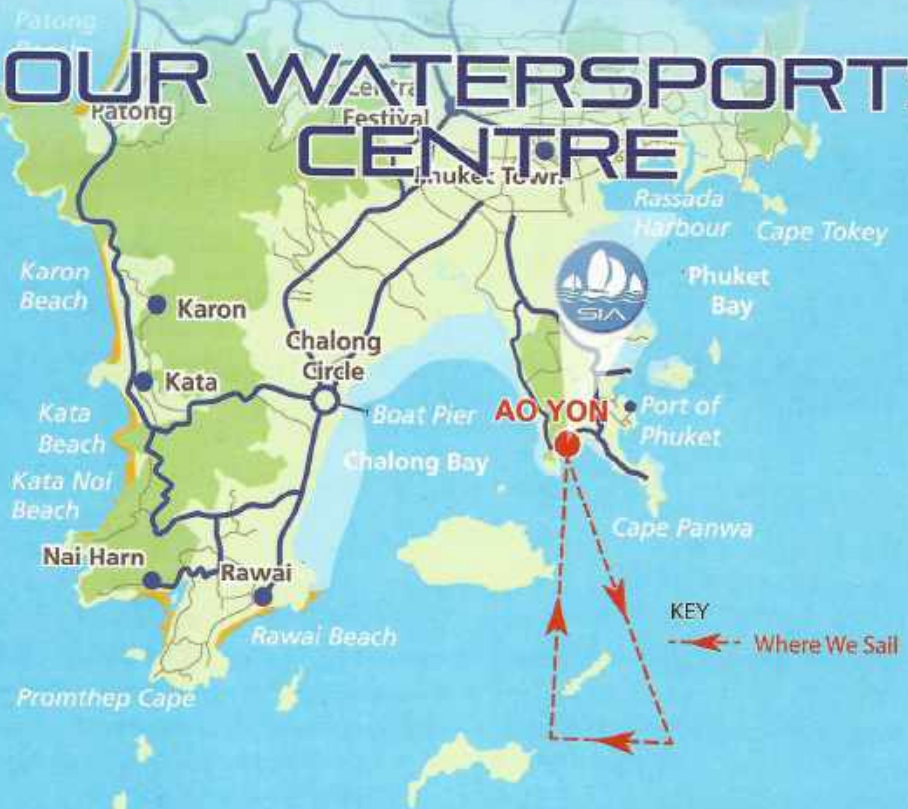 Patong
OUR WATERSPORT
CENTRE
Patong
Central
Festival
Phuket Town
Rassada
Harbour
Cape Tokey
Karon
Beach
Karon
SIA
Phuket
Bay
Chalong
Circle
Kata
Kata
Beach
Boat Pier
AO YON
Port of
Phuket
Chalong Bay
Kata Noi
Beach
Cape Panwa
Nai Harn
Rawai
KEY
Rawai Beach
Where We Sail
Promthep Cape